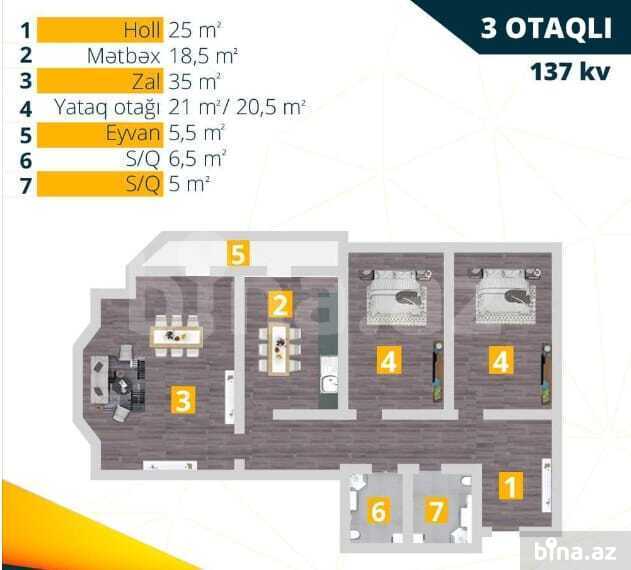 3 OTAQLI
137 kv
1 Holl 25 m²
2 Mətbəx 18,5 m²
3 Zal 35 m²
4 Yataq otağı 21 m²/ 20,5 m²
5 Eyvan 5,5 m²
6 S/Q 6,5 m²
7 S/Q 5 m²
5
2
bina.az
4
4
3
1
6
7
bina.az